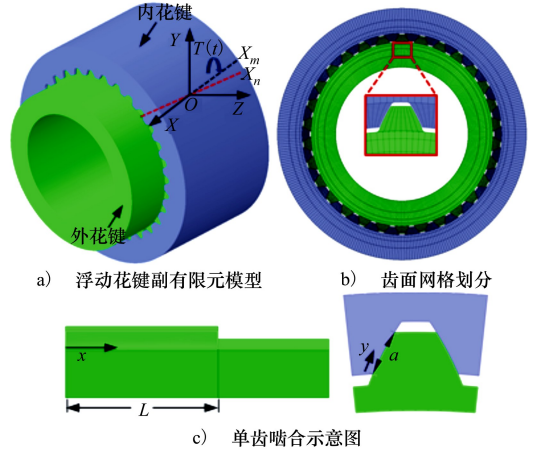 内花键
Y
T(t)
X_m
X_n
O
Z
X
外花键
a) 浮动花键副有限元模型
b) 齿面网格划分
x
L
y
a
c) 单齿啮合示意图